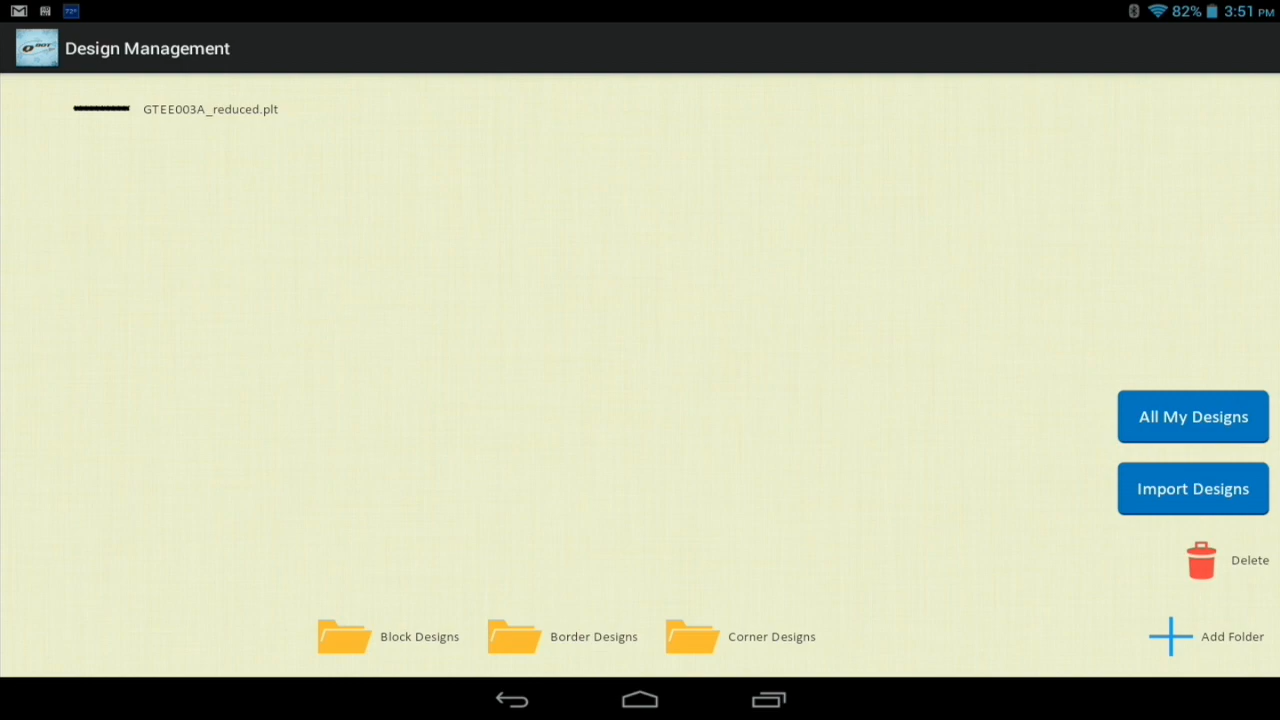 72°
82%
3:51 PM
Design Management
GTEE003A_reduced.plt
All My Designs
Import Designs
Delete
Block Designs
Border Designs
Corner Designs
Add Folder